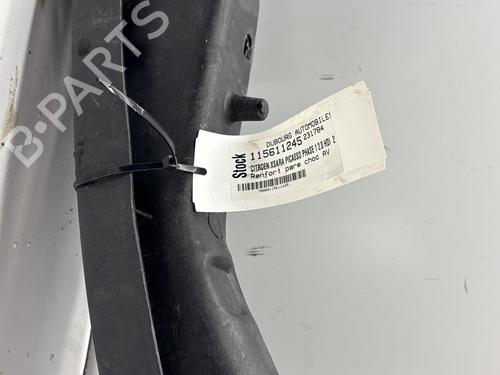 B-PARTS
DUBOURG AUTOMOBILE!
Stock
115611245 231784
CITROEN XSARA PICASSO PHASE 1 2.0 HDI 2
Renfort pare choc AV